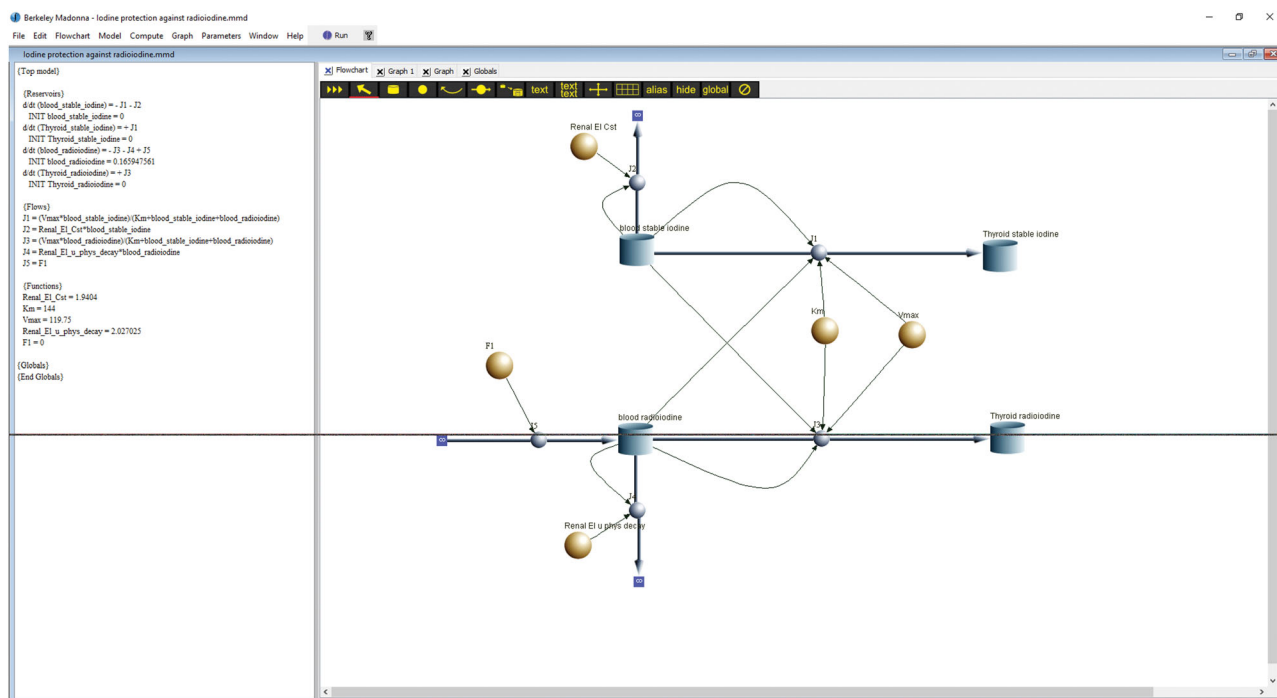 Berkeley Madonna - Iodine protection against radioiodine.mmd
File Edit Flowchart Model Compute Graph Parameters Window Help Run
Iodine protection against radioiodine.mmd
{Top model}
{Reservoirs}
d/dt (blood_stable_iodine) = - J1 - J2
INIT blood_stable_iodine = 0
d/dt (Thyroid_stable_iodine) = + J1
INIT Thyroid_stable_iodine = 0
d/dt (blood_radioiodine) = - J3 - J4 + J5
INIT blood_radioiodine = 0.165947561
d/dt (Thyroid_radioiodine) = + J3
INIT Thyroid_radioiodine = 0
{Flows}
J1 = (Vmax*blood_stable_iodine)/(Km+blood_stable_iodine+blood_radioiodine)
J2 = Renal_El_Cst*blood_stable_iodine
J3 = (Vmax*blood_radioiodine)/(Km+blood_stable_iodine+blood_radioiodine)
J4 = Renal_El_u_phys_decay*blood_radioiodine
J5 = F1
{Functions}
Renal_El_Cst = 1.9404
Km = 144
Vmax = 119.75
Renal_El_u_phys_decay = 2.027025
F1 = 0
{Globals}
{End Globals}
Flowchart Graph 1 Graph Globals
text text text alias hide global
Renal El Cst
J2
blood stable iodine
J1
Thyroid stable iodine
Km
Vmax
F1
J5
blood radioiodine
J3
Thyroid radioiodine
J4
Renal El u phys decay